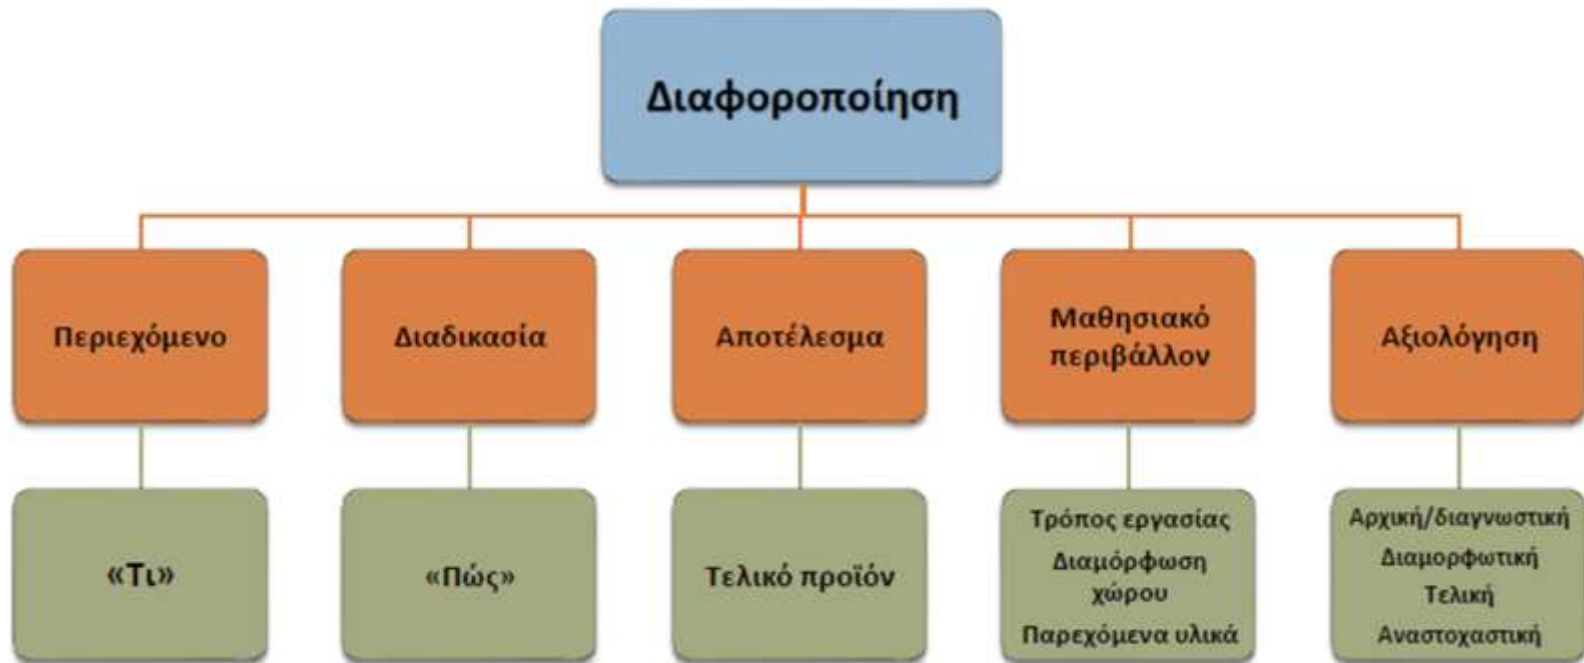 Διαφοροποίηση
Περιεχόμενο
Διαδικασία
Αποτέλεσμα
Μαθησιακό
περιβάλλον
Αξιολόγηση
«Τι»
«Πώς»
Τελικό προϊόν
Τρόπος εργασίας
Διαμόρφωση
χώρου
Παρεχόμενα υλικά
Αρχική/διαγνωστική
Διαμορφωτική
Τελική
Αναστοχαστική